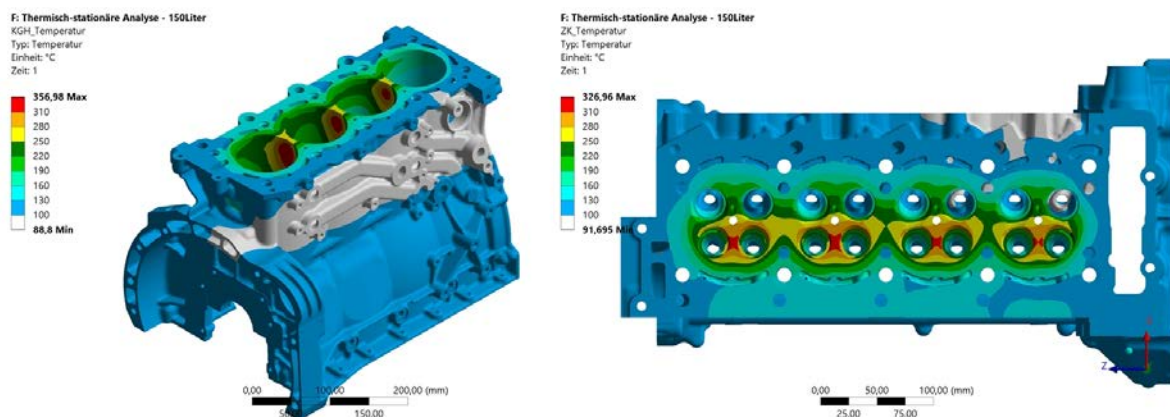 F: Thermisch-stationäre Analyse - 150Liter
KGH_Temperatur
Typ: Temperatur
Einheit: °C
Zeit: 1
356,98 Max
310
280
250
220
190
160
130
100
88,8 Min
0,00 100,00 200,00 (mm)
50,00 150.00
F: Thermisch-stationäre Analyse - 150Liter
ZK_Temperatur
Typ: Temperatur
Einheit: °C
Zeit: 1
326,96 Max
310
280
250
220
190
160
130
100
91,695 Min
Z
0,00 50,00 100,00 (mm)
25.00 75.00